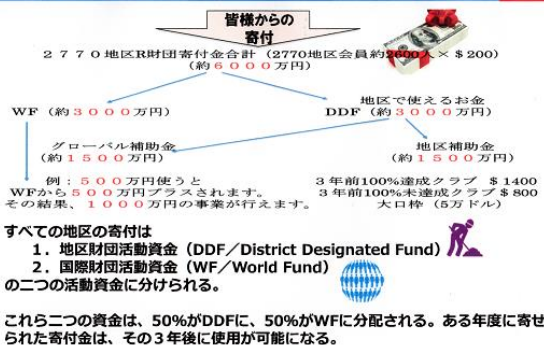 皆様からの
寄付
２７７０地区R財団寄付金合計（2770地区会員約2600人×＄200）
（約６０００万円）
WF（約３０００万円）
地区で使えるお金
DDF（約３０００万円）
グローバル補助金
（約１５００万円）
地区補助金
（約１５００万円）
例：５００万円使うと
WFから５００万円プラスされます。
その結果、１０００万円の事業が行えます。
３年前100%達成クラブ ＄1400
３年前100%未達成クラブ＄800
大口枠（5万ドル）
すべての地区の寄付は
１．地区財団活動資金（DDF／District Designated Fund）
２．国際財団活動資金（WF／World Fund）
の二つの活動資金に分けられる。
これら二つの資金は、50%がDDFに、50%がWFに分配される。ある年度に寄せ
られた寄付金は、その３年後に使用が可能になる。